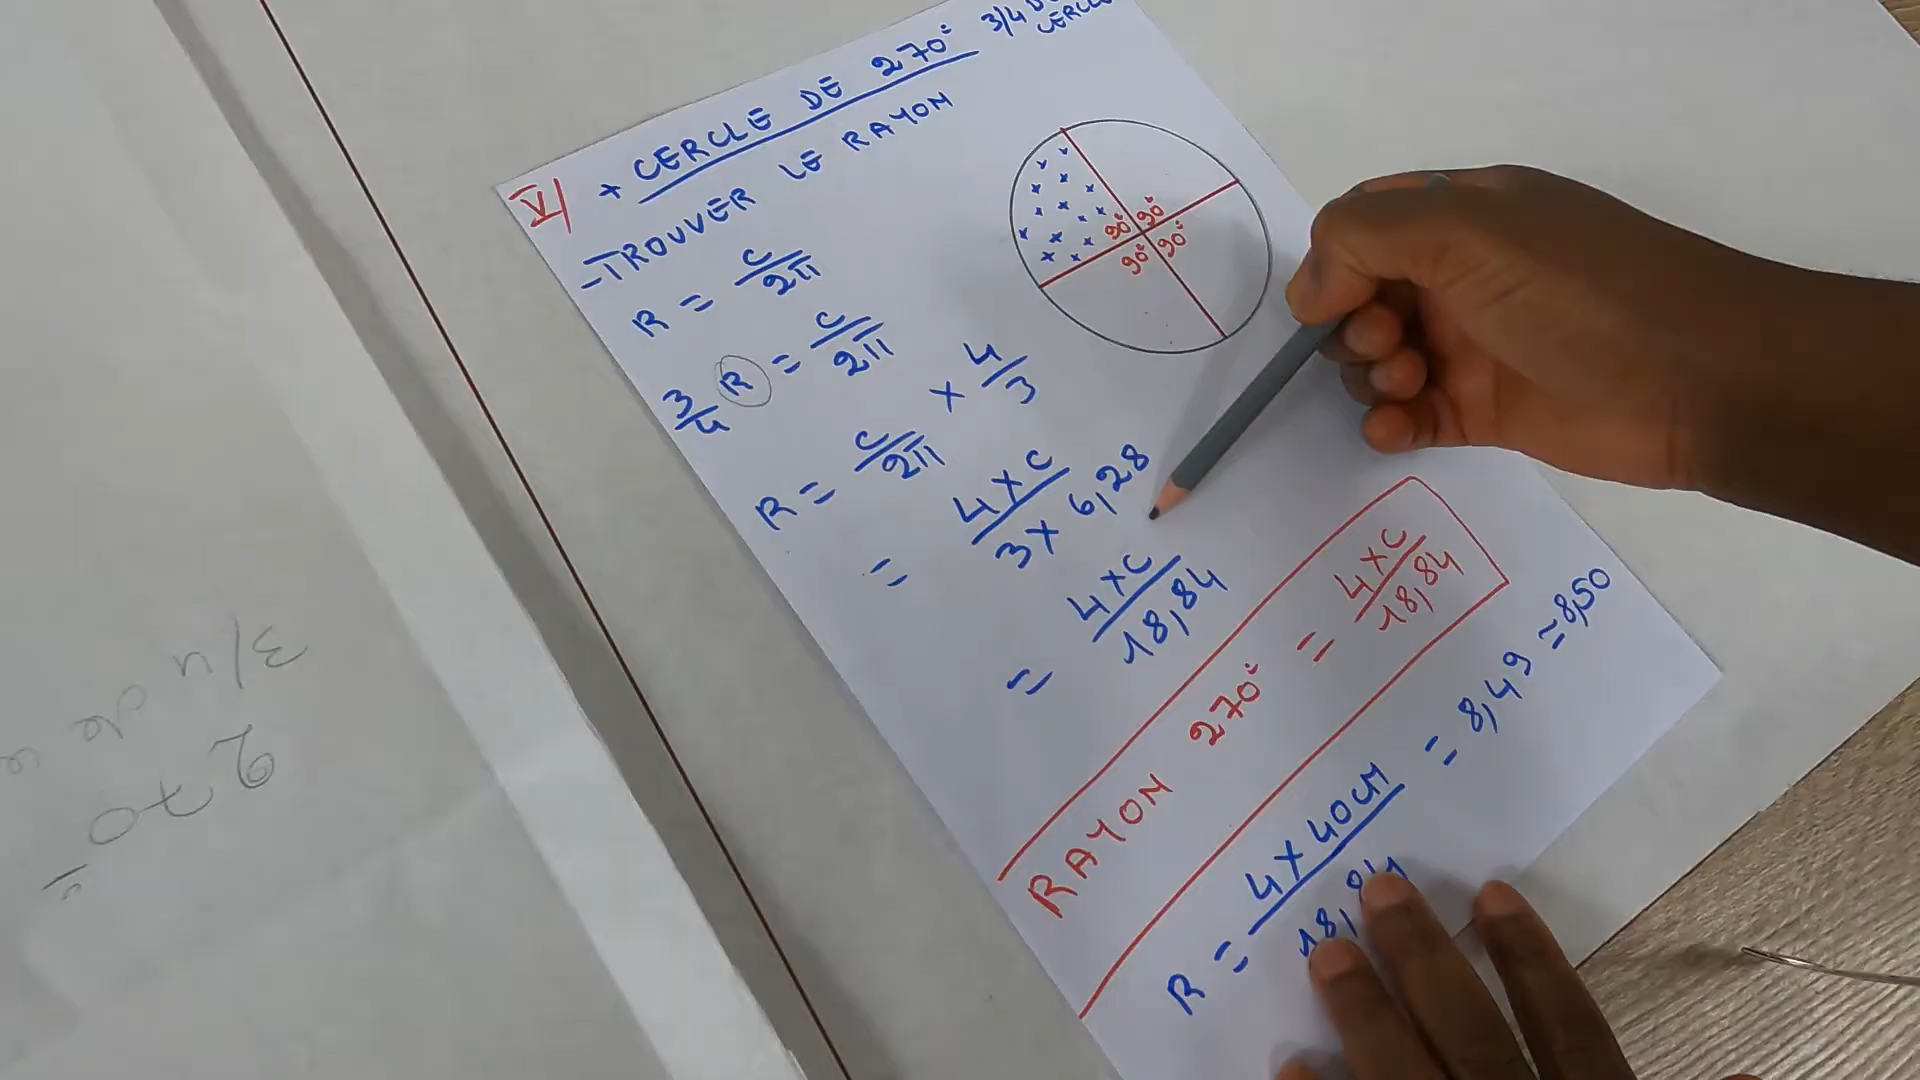 V) + CERCLE DE 270° 3/4 DE CERCLE
- TROUVER LE RAYON
R = C/2π
3/4 R = C/2π
R = C/2π × 4/3
= 4×C / 3× 6,28
= 4×C / 18,84
RAYON 270° = 4×C / 18,84
R = 4 × 40CM / 18,84 = 8,49 ≈ 8,50
90° 90°
90° 90°
3/4 de
270°